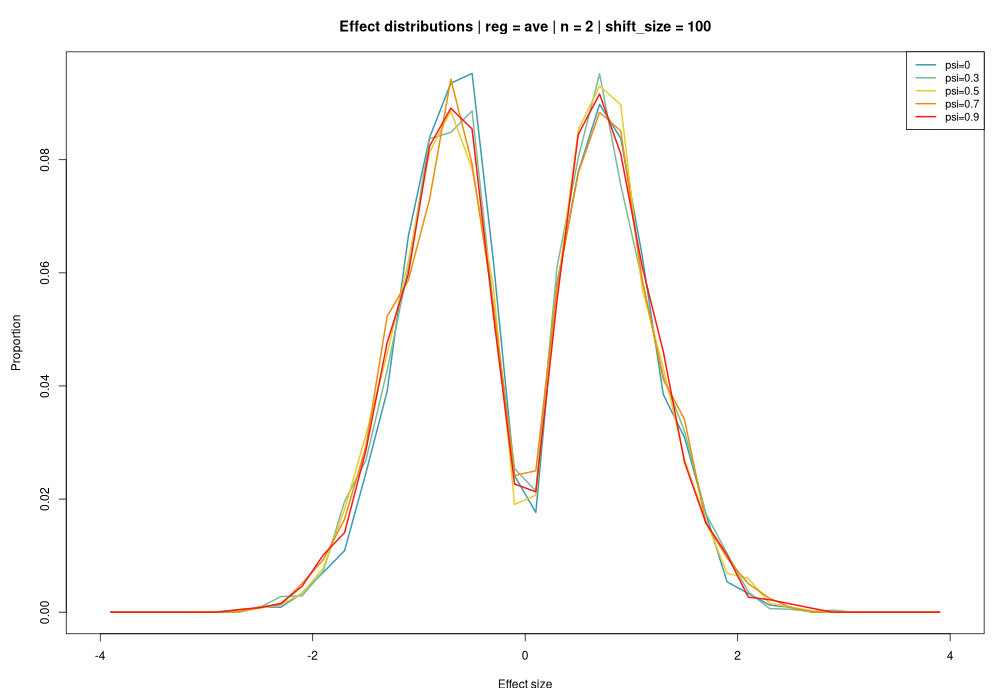 Effect distributions | reg = ave | n = 2 | shift_size = 100
psi=0
psi=0.3
psi=0.5
psi=0.7
psi=0.9
Proportion
0.08
0.06
0.04
0.02
0.00
-4 -2 0 2 4
Effect size